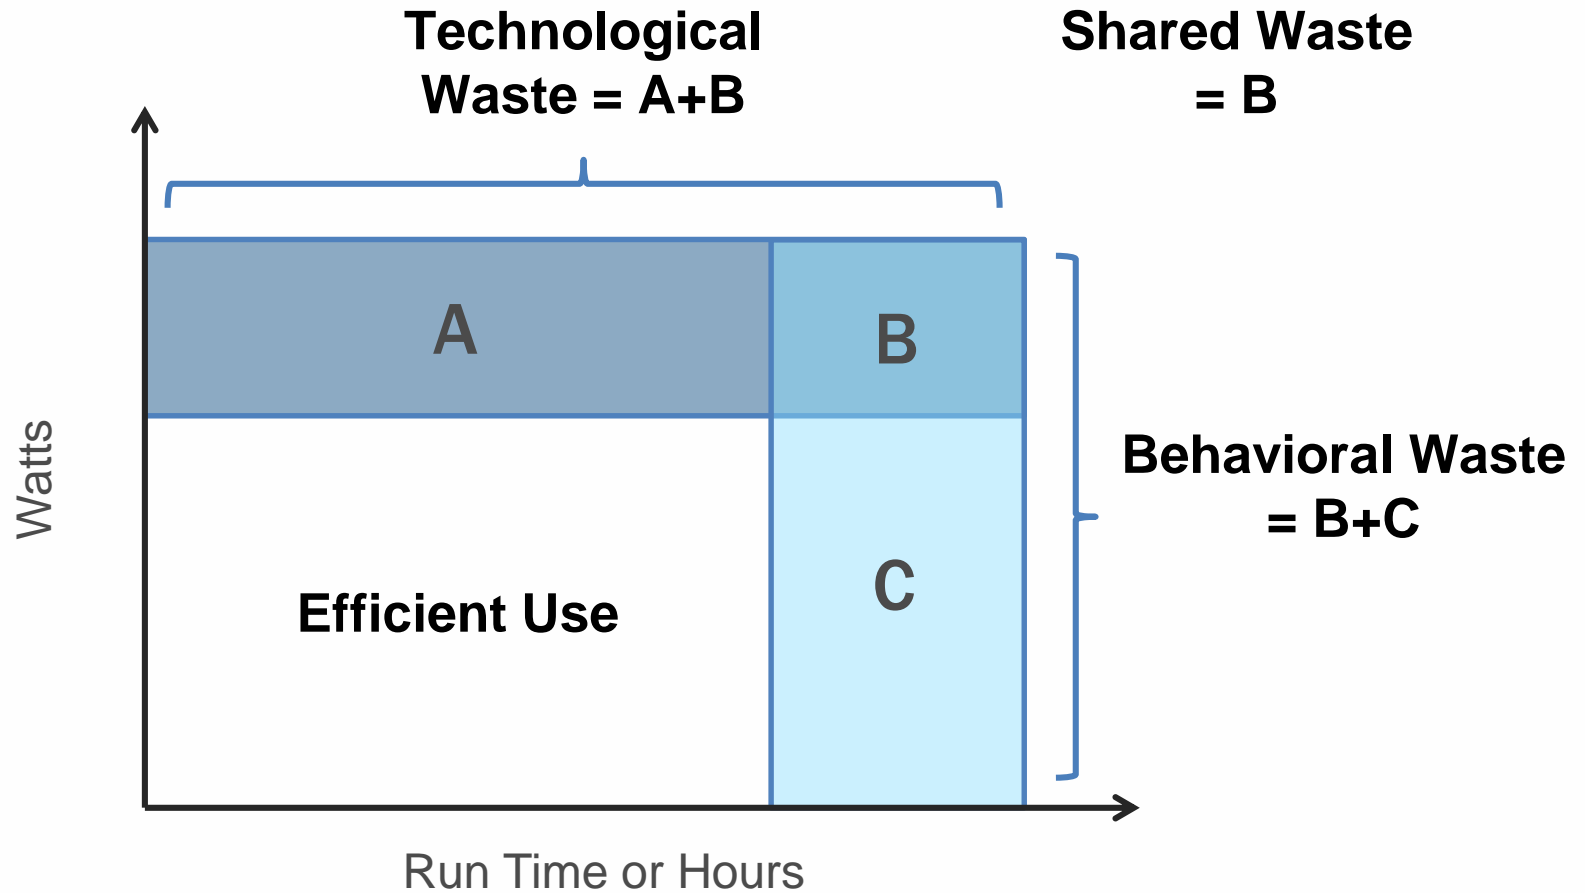 Technological
Waste = A+B
Shared Waste
= B
A
B
Watts
Behavioral Waste
= B+C
C
Efficient Use
Run Time or Hours